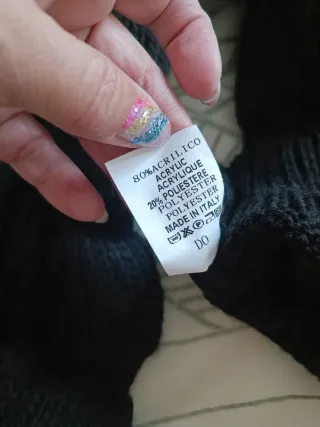 80%ACRILICO
ACRYLIC
ACRYLIQUE
20% POLIESTERE
POLYESTER
POLYESTER
MADE IN ITALY
DO